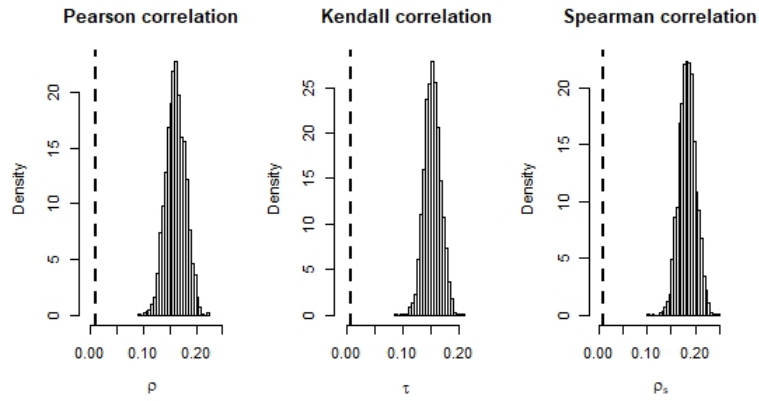 Pearson correlation
Density
0
5
10
15
20
0.00 0.10 0.20
ρ
Kendall correlation
Density
0
5
10
15
20
25
0.00 0.10 0.20
τ
Spearman correlation
Density
0
5
10
15
20
0.00 0.10 0.20
ρs